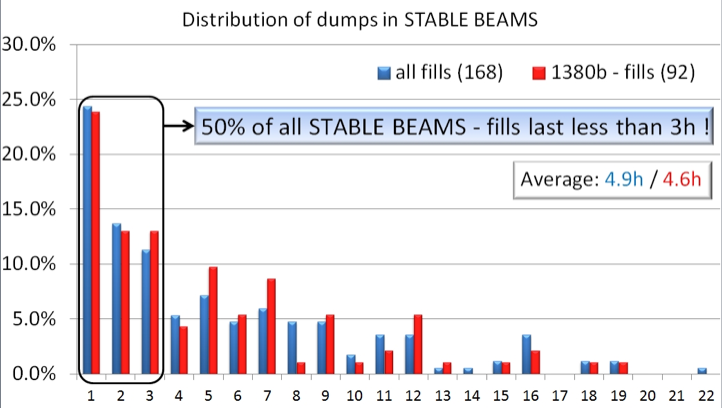 Distribution of dumps in STABLE BEAMS
30.0%
all fills (168) 1380b - fills (92)
25.0%
50% of all STABLE BEAMS - fills last less than 3h !
20.0%
Average: 4.9h / 4.6h
15.0%
10.0%
5.0%
0.0%
1 2 3 4 5 6 7 8 9 10 11 12 13 14 15 16 17 18 19 20 21 22